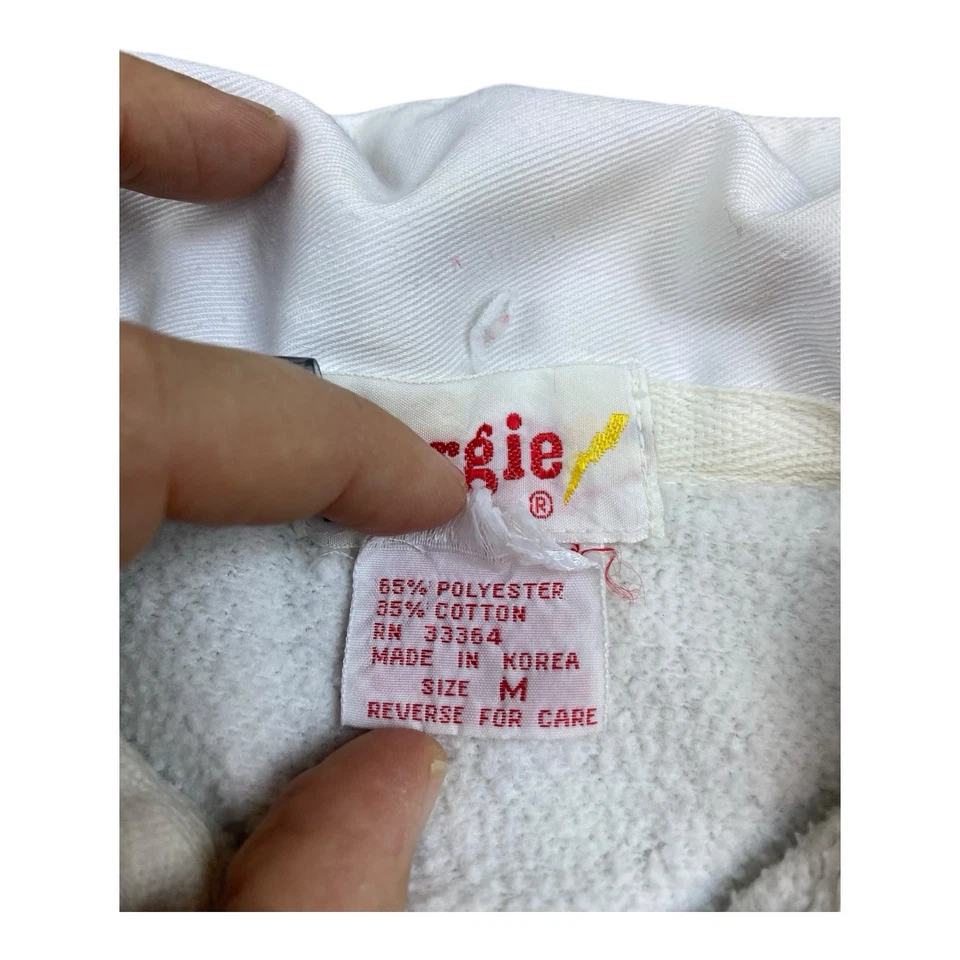 rgie
®
65% POLYESTER
35% COTTON
RN 33364
MADE IN KOREA
SIZE M
REVERSE FOR CARE